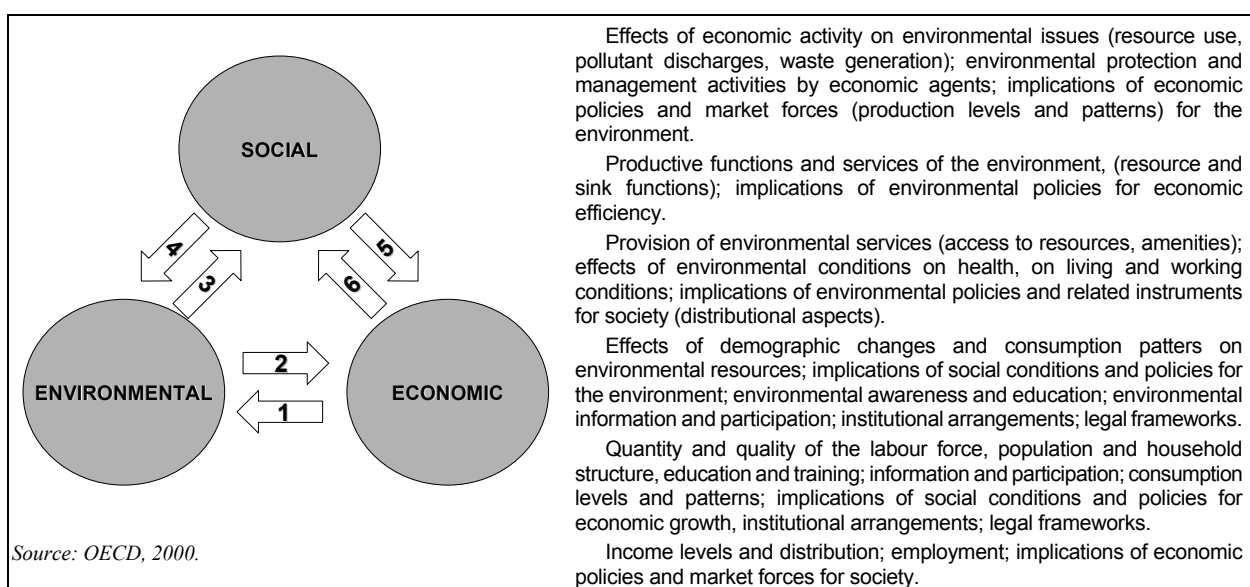 SOCIAL
4
3
5
6
2
1
ENVIRONMENTAL
ECONOMIC
Source: OECD, 2000.
Effects of economic activity on environmental issues (resource use,
pollutant discharges, waste generation); environmental protection and
management activities by economic agents; implications of economic
policies and market forces (production levels and patterns) for the
environment.
Productive functions and services of the environment, (resource and
sink functions); implications of environmental policies for economic
efficiency.
Provision of environmental services (access to resources, amenities);
effects of environmental conditions on health, on living and working
conditions; implications of environmental policies and related instruments
for society (distributional aspects).
Effects of demographic changes and consumption patters on
environmental resources; implications of social conditions and policies for
the environment; environmental awareness and education; environmental
information and participation; institutional arrangements; legal frameworks.
Quantity and quality of the labour force, population and household
structure, education and training; information and participation; consumption
levels and patterns; implications of social conditions and policies for
economic growth, institutional arrangements; legal frameworks.
Income levels and distribution; employment; implications of economic
policies and market forces for society.